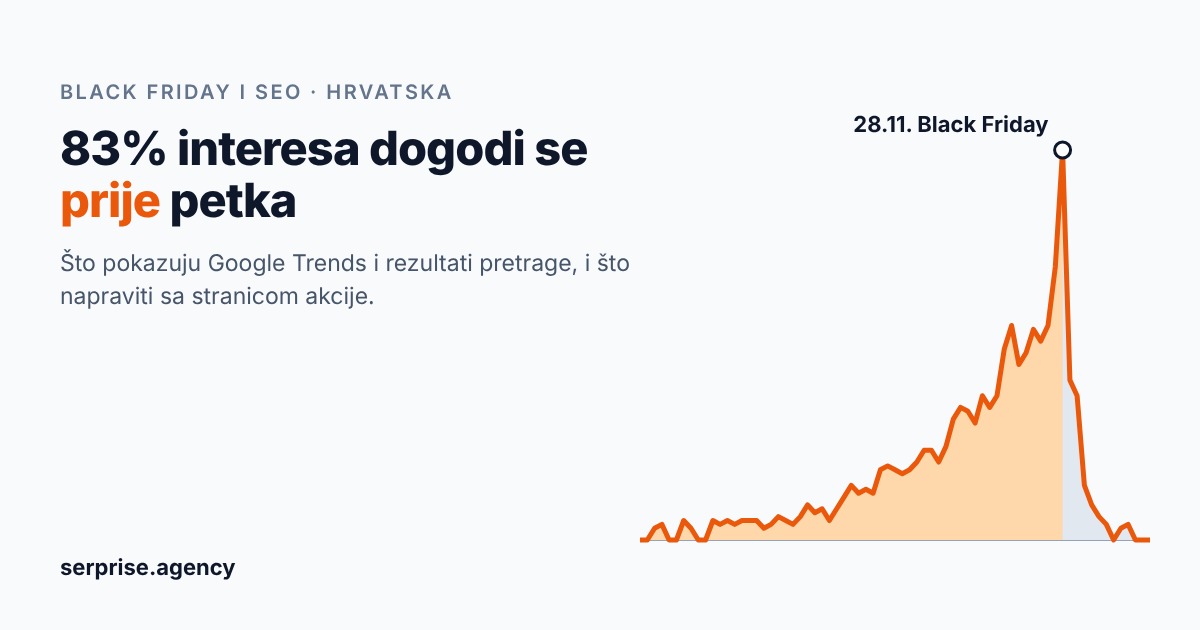 BLACK FRIDAY I SEO · HRVATSKA
83% interesa dogodi se
prije petka
Što pokazuju Google Trends i rezultati pretrage, i što
napraviti sa stranicom akcije.
28.11. Black Friday
serprise.agency